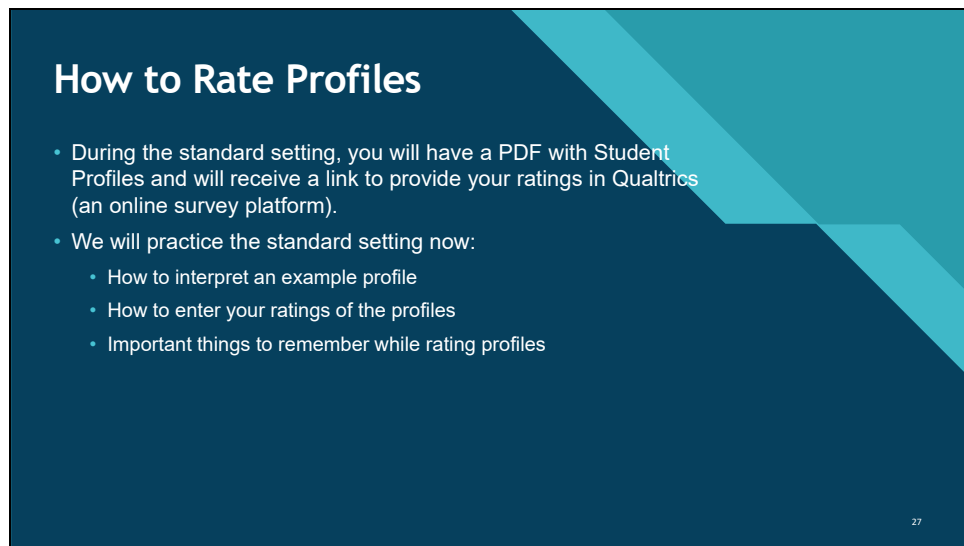 How to Rate Profiles
• During the standard setting, you will have a PDF with Student
Profiles and will receive a link to provide your ratings in Qualtrics
(an online survey platform).
• We will practice the standard setting now:
• How to interpret an example profile
• How to enter your ratings of the profiles
• Important things to remember while rating profiles
27